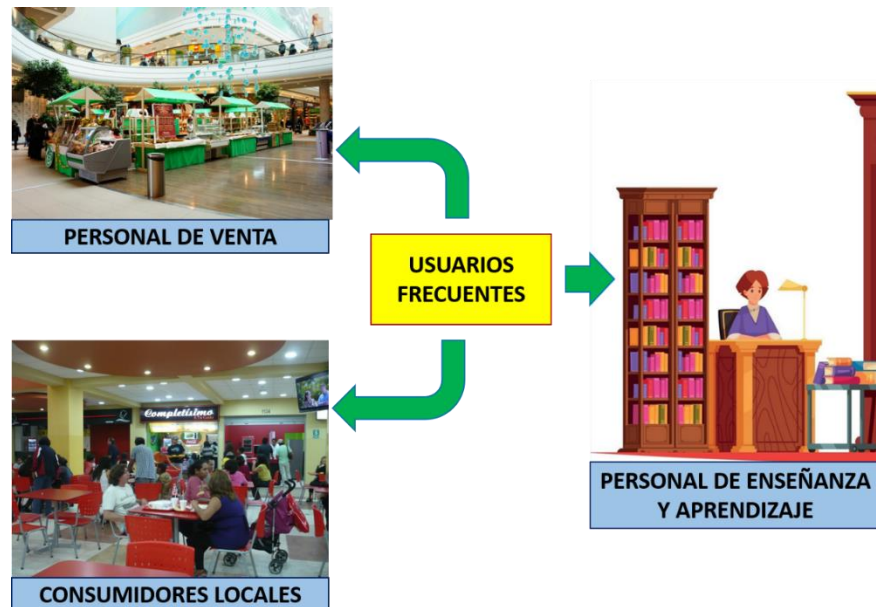 PERSONAL DE VENTA
USUARIOS
FRECUENTES
Completísimo
PERSONAL DE ENSEÑANZA
Y APRENDIZAJE
CONSUMIDORES LOCALES